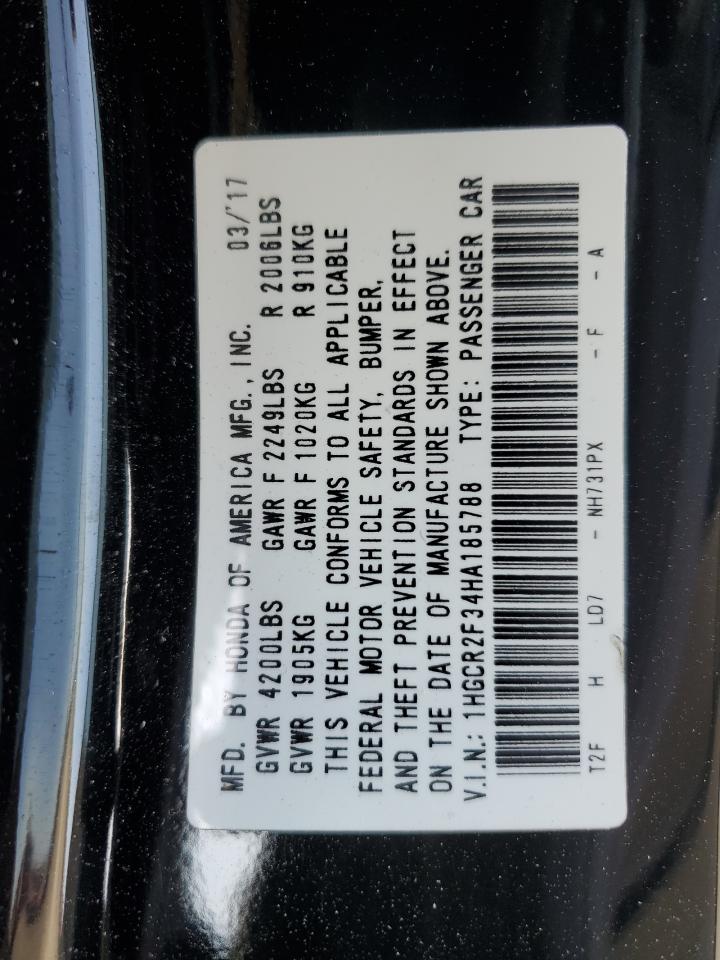 MFD. BY HONDA OF AMERICA MFG., INC. 03/'17
GVWR 4200LBS GAWR F 2249LBS R 2006LBS
GVWR 1905KG GAWR F 1020KG R 910KG
THIS VEHICLE CONFORMS TO ALL APPLICABLE
FEDERAL MOTOR VEHICLE SAFETY, BUMPER,
AND THEFT PREVENTION STANDARDS IN EFFECT
ON THE DATE OF MANUFACTURE SHOWN ABOVE.
V.I.N.: 1HGCR2F34HA185788 TYPE: PASSENGER CAR
T2F H LD7 - NH731PX - F - A